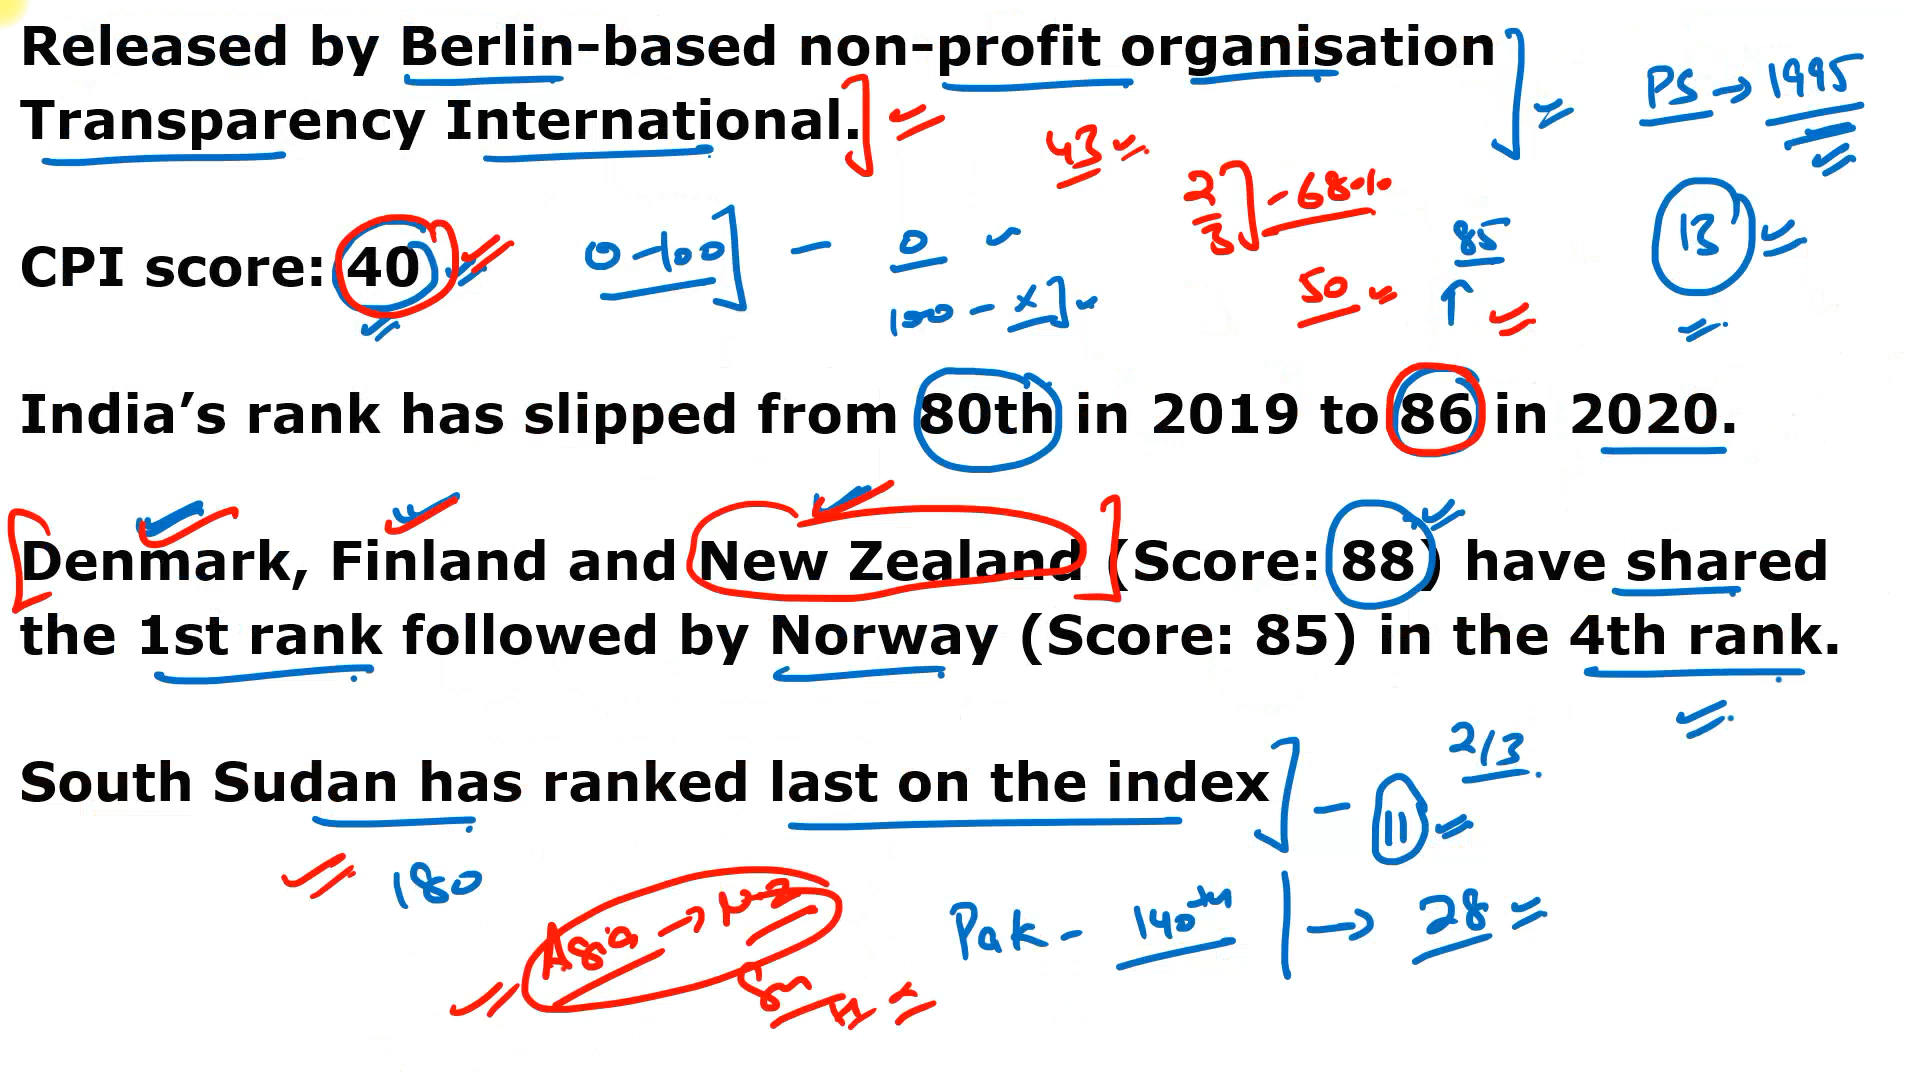 Released by Berlin-based non-profit organisation
PS → 1995
Transparency International.
43
2/3 - 68%
13
CPI score: 40
0-100 - 0
85
100 - x
50
India’s rank has slipped from 80th in 2019 to 86 in 2020.
Denmark, Finland and New Zealand (Score: 88) have shared
the 1st rank followed by Norway (Score: 85) in the 4th rank.
2/3
South Sudan has ranked last on the index - 11
180
Asia →
Pak - 140th → 28